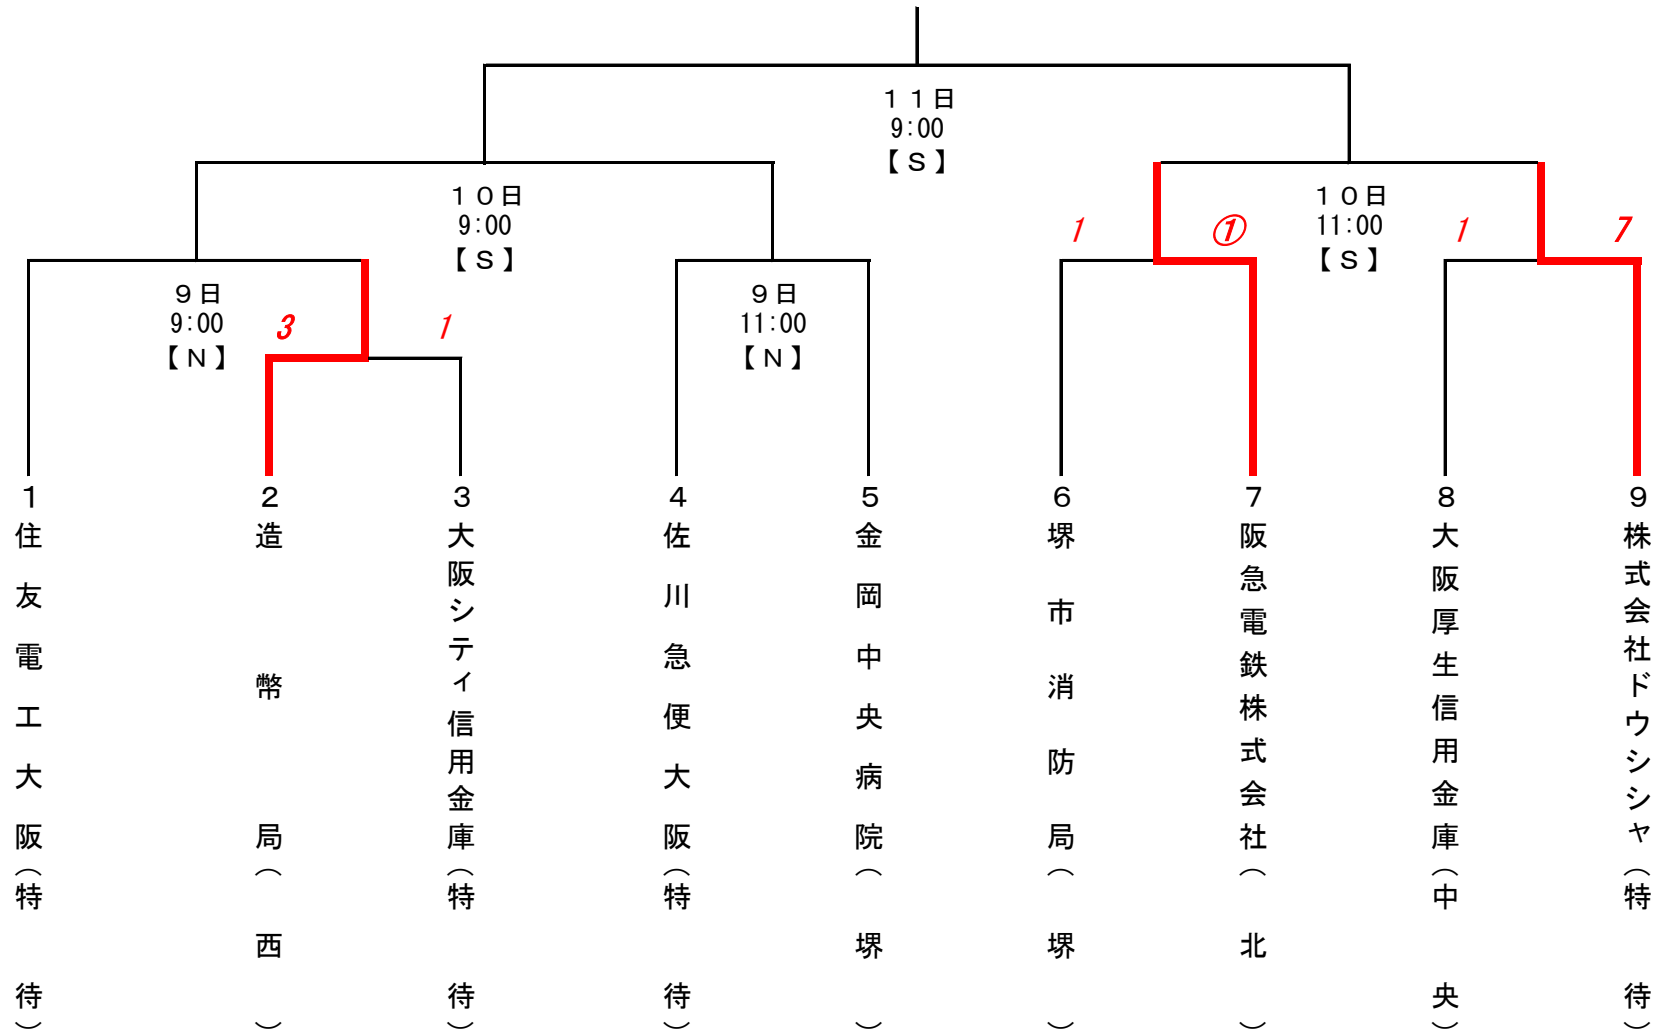 １１日
9:00
【Ｓ】
１０日
9:00
【Ｓ】
１０日
11:00
【Ｓ】
1
①
1
7
９日
9:00
【Ｎ】
3
1
９日
11:00
【Ｎ】
1
住友電工大阪（特待）
2
造幣局（西）
3
大阪シティ信用金庫（特待）
4
佐川急便大阪（特待）
5
金岡中央病院（堺）
6
堺市消防局（堺）
7
阪急電鉄株式会社（北）
8
大阪厚生信用金庫（中央）
9
株式会社ドウシシャ（特待）